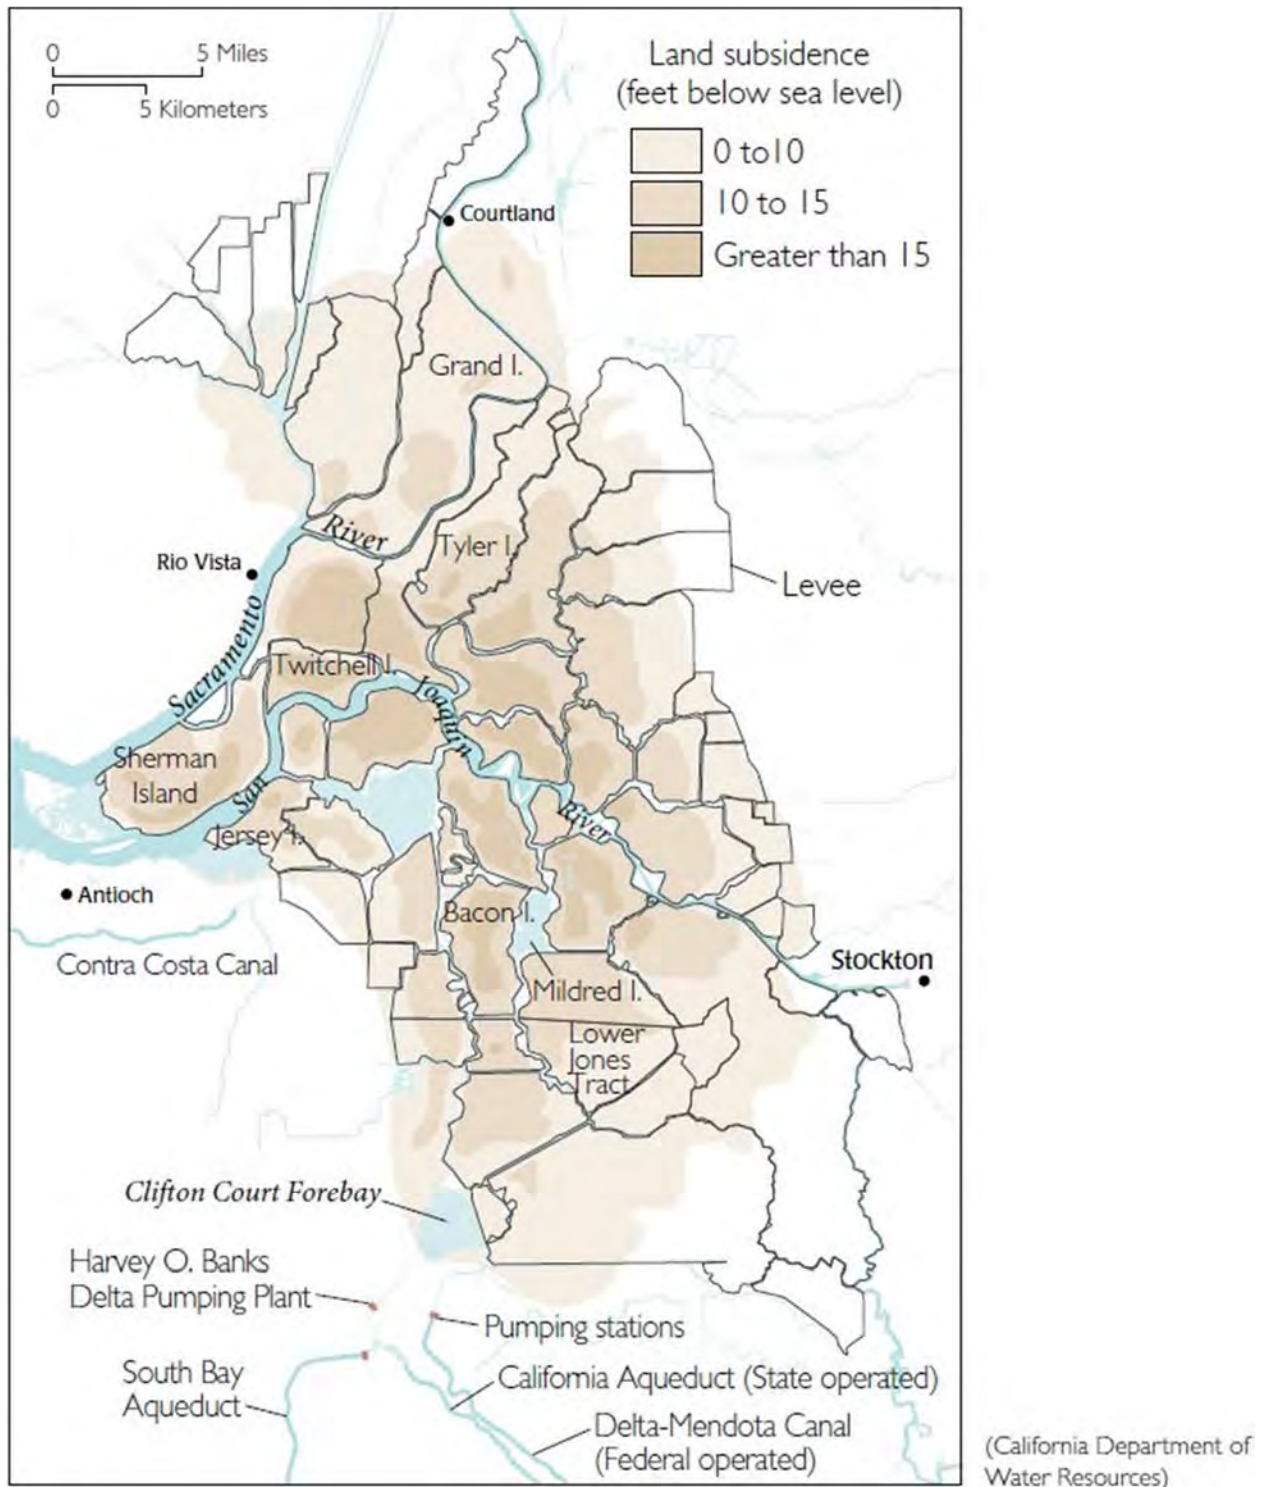 0 5 Miles
0 5 Kilometers
Land subsidence
(feet below sea level)
0 to10
10 to 15
Greater than 15
Courtland
Grand I.
River
Tyler I.
Rio Vista
Levee
Sacramento
Twitchell I.
Joaquin
Sherman
Island
San
River
Jersey I.
Antioch
Bacon I.
Contra Costa Canal
Stockton
Mildred I.
Lower
Jones
Tract
Clifton Court Forebay
Harvey O. Banks
Delta Pumping Plant
Pumping stations
South Bay
Aqueduct
California Aqueduct (State operated)
Delta-Mendota Canal
(Federal operated)
(California Department of
Water Resources)